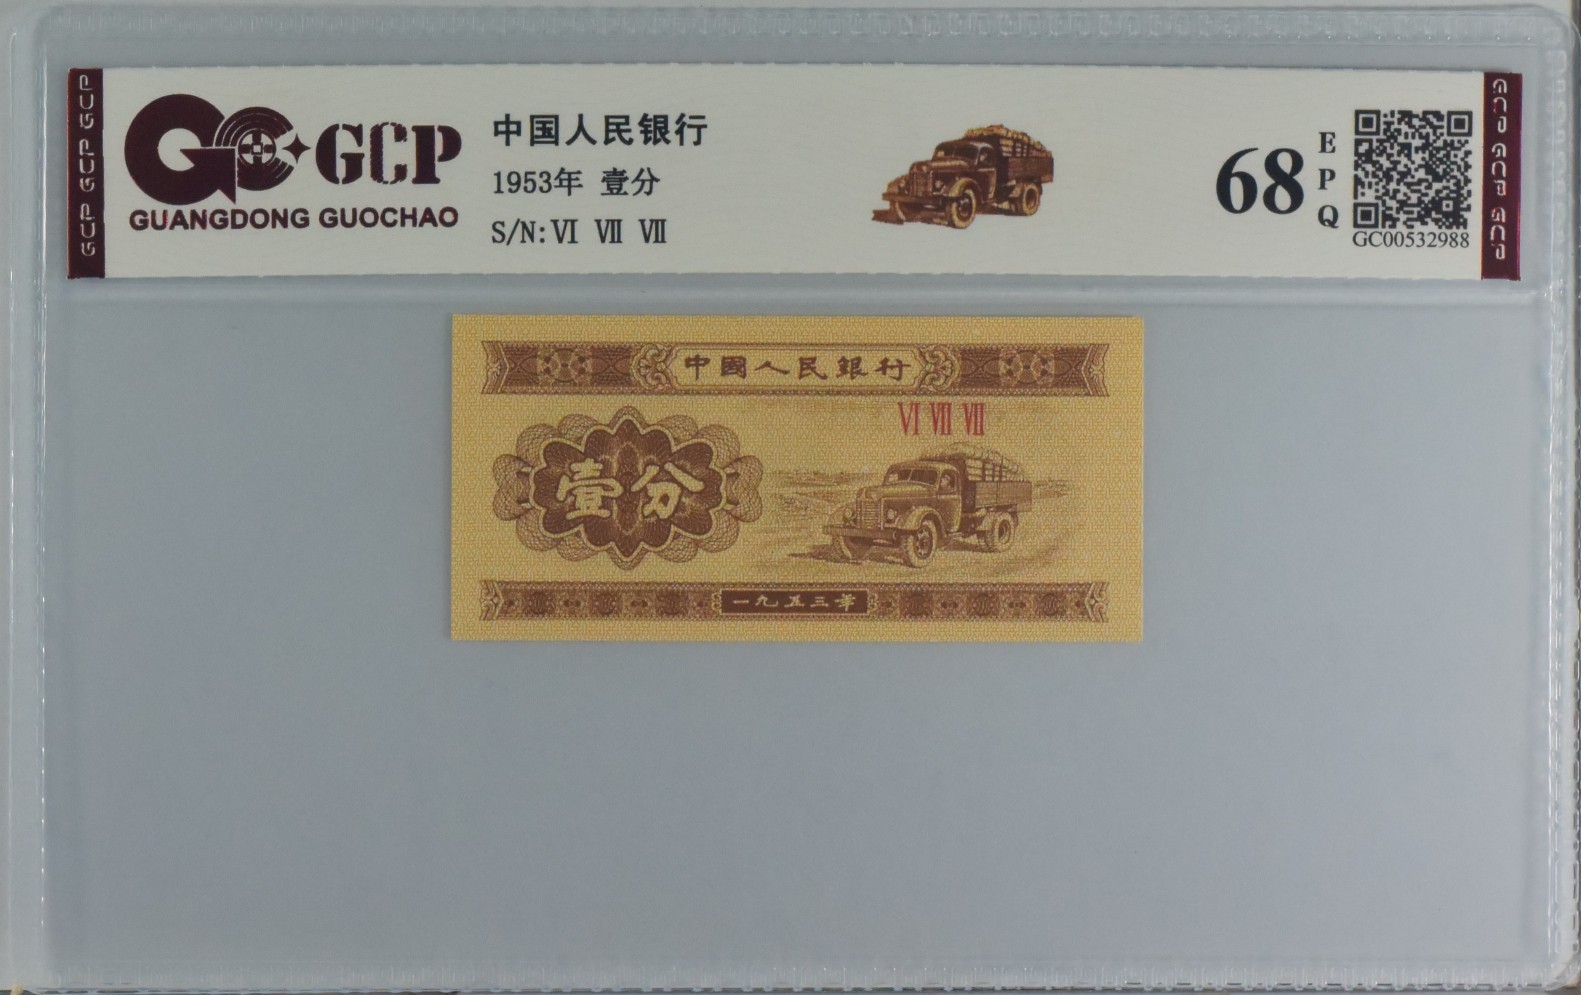 GCP GCP GCP
GCP
GUANGDONG GUOCHAO
中国人民银行
1953年 壹分
S/N: Ⅵ Ⅶ Ⅶ
68
EPQ
GC00532988
GCP GCP GCP
中國人民銀行
Ⅵ Ⅶ Ⅶ
壹分
一九五三年